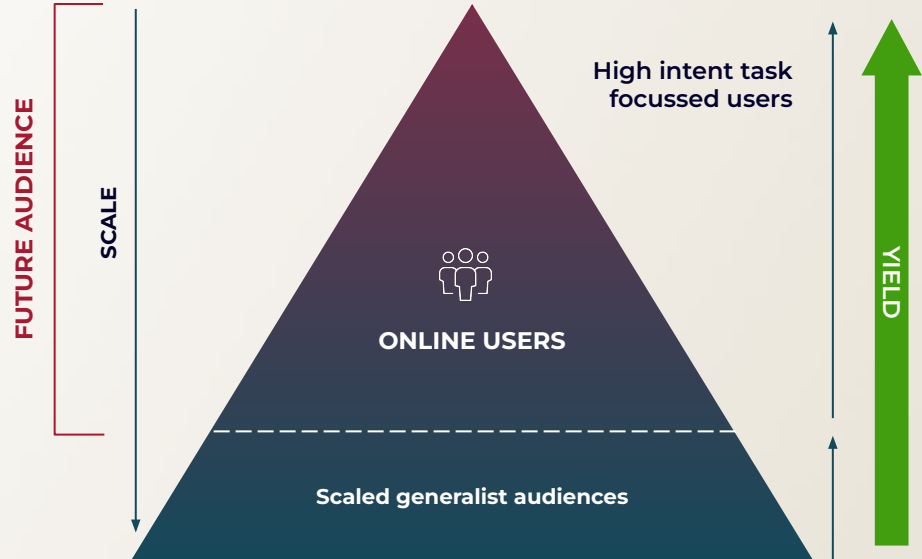 FUTURE AUDIENCE
SCALE
High intent task
focussed users
YIELD
ONLINE USERS
Scaled generalist audiences